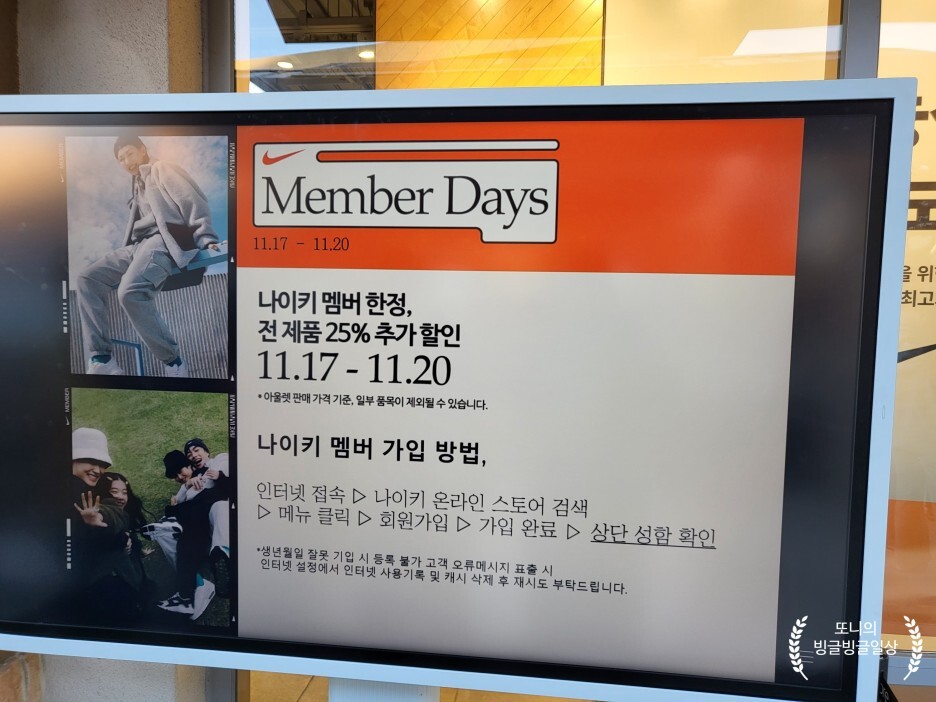 Member Days
11.17 - 11.20
나이키 멤버 한정,
전 제품 25% 추가 할인
11.17 - 11.20
* 아울렛 판매 가격 기준, 일부 품목이 제외될 수 있습니다.
나이키 멤버 가입 방법,
인터넷 접속 ▷ 나이키 온라인 스토어 검색
▷ 메뉴 클릭 ▷ 회원가입 ▷ 가입 완료 ▷ 상단 성함 확인
*생년월일 잘못 기입 시 등록 불가 고객 오류메시지 표출 시
인터넷 설정에서 인터넷 사용기록 및 캐시 삭제 후 재시도 부탁드립니다.
을 위
최고
또니의
빙글빙글일상